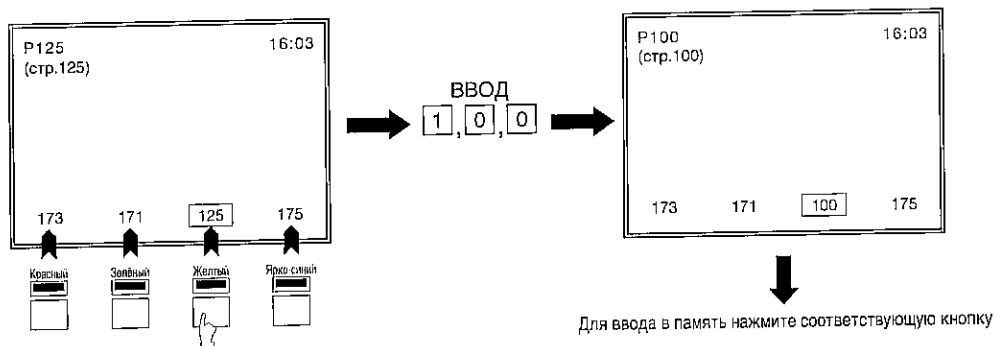 P125 16:03
(стр.125)
173 171 125 175
Красный Зелёный Желтый Ярко-синий
ВВОД
1, 0, 0
P100 16:03
(стр.100)
173 171 100 175
Для ввода в память нажмите соответствующую кнопку